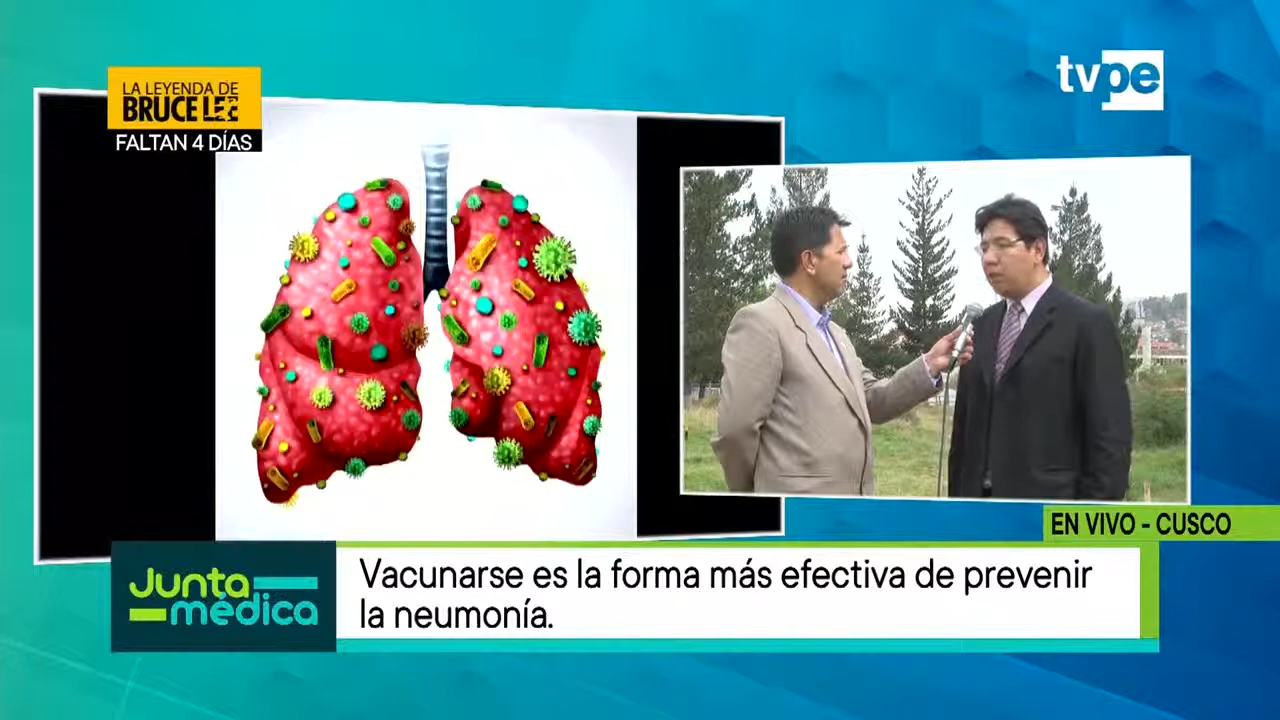 LA LEYENDA DE
BRUCE LEE
FALTAN 4 DÍAS
tvpe
EN VIVO - CUSCO
Junta
médica
Vacunarse es la forma más efectiva de prevenir
la neumonía.